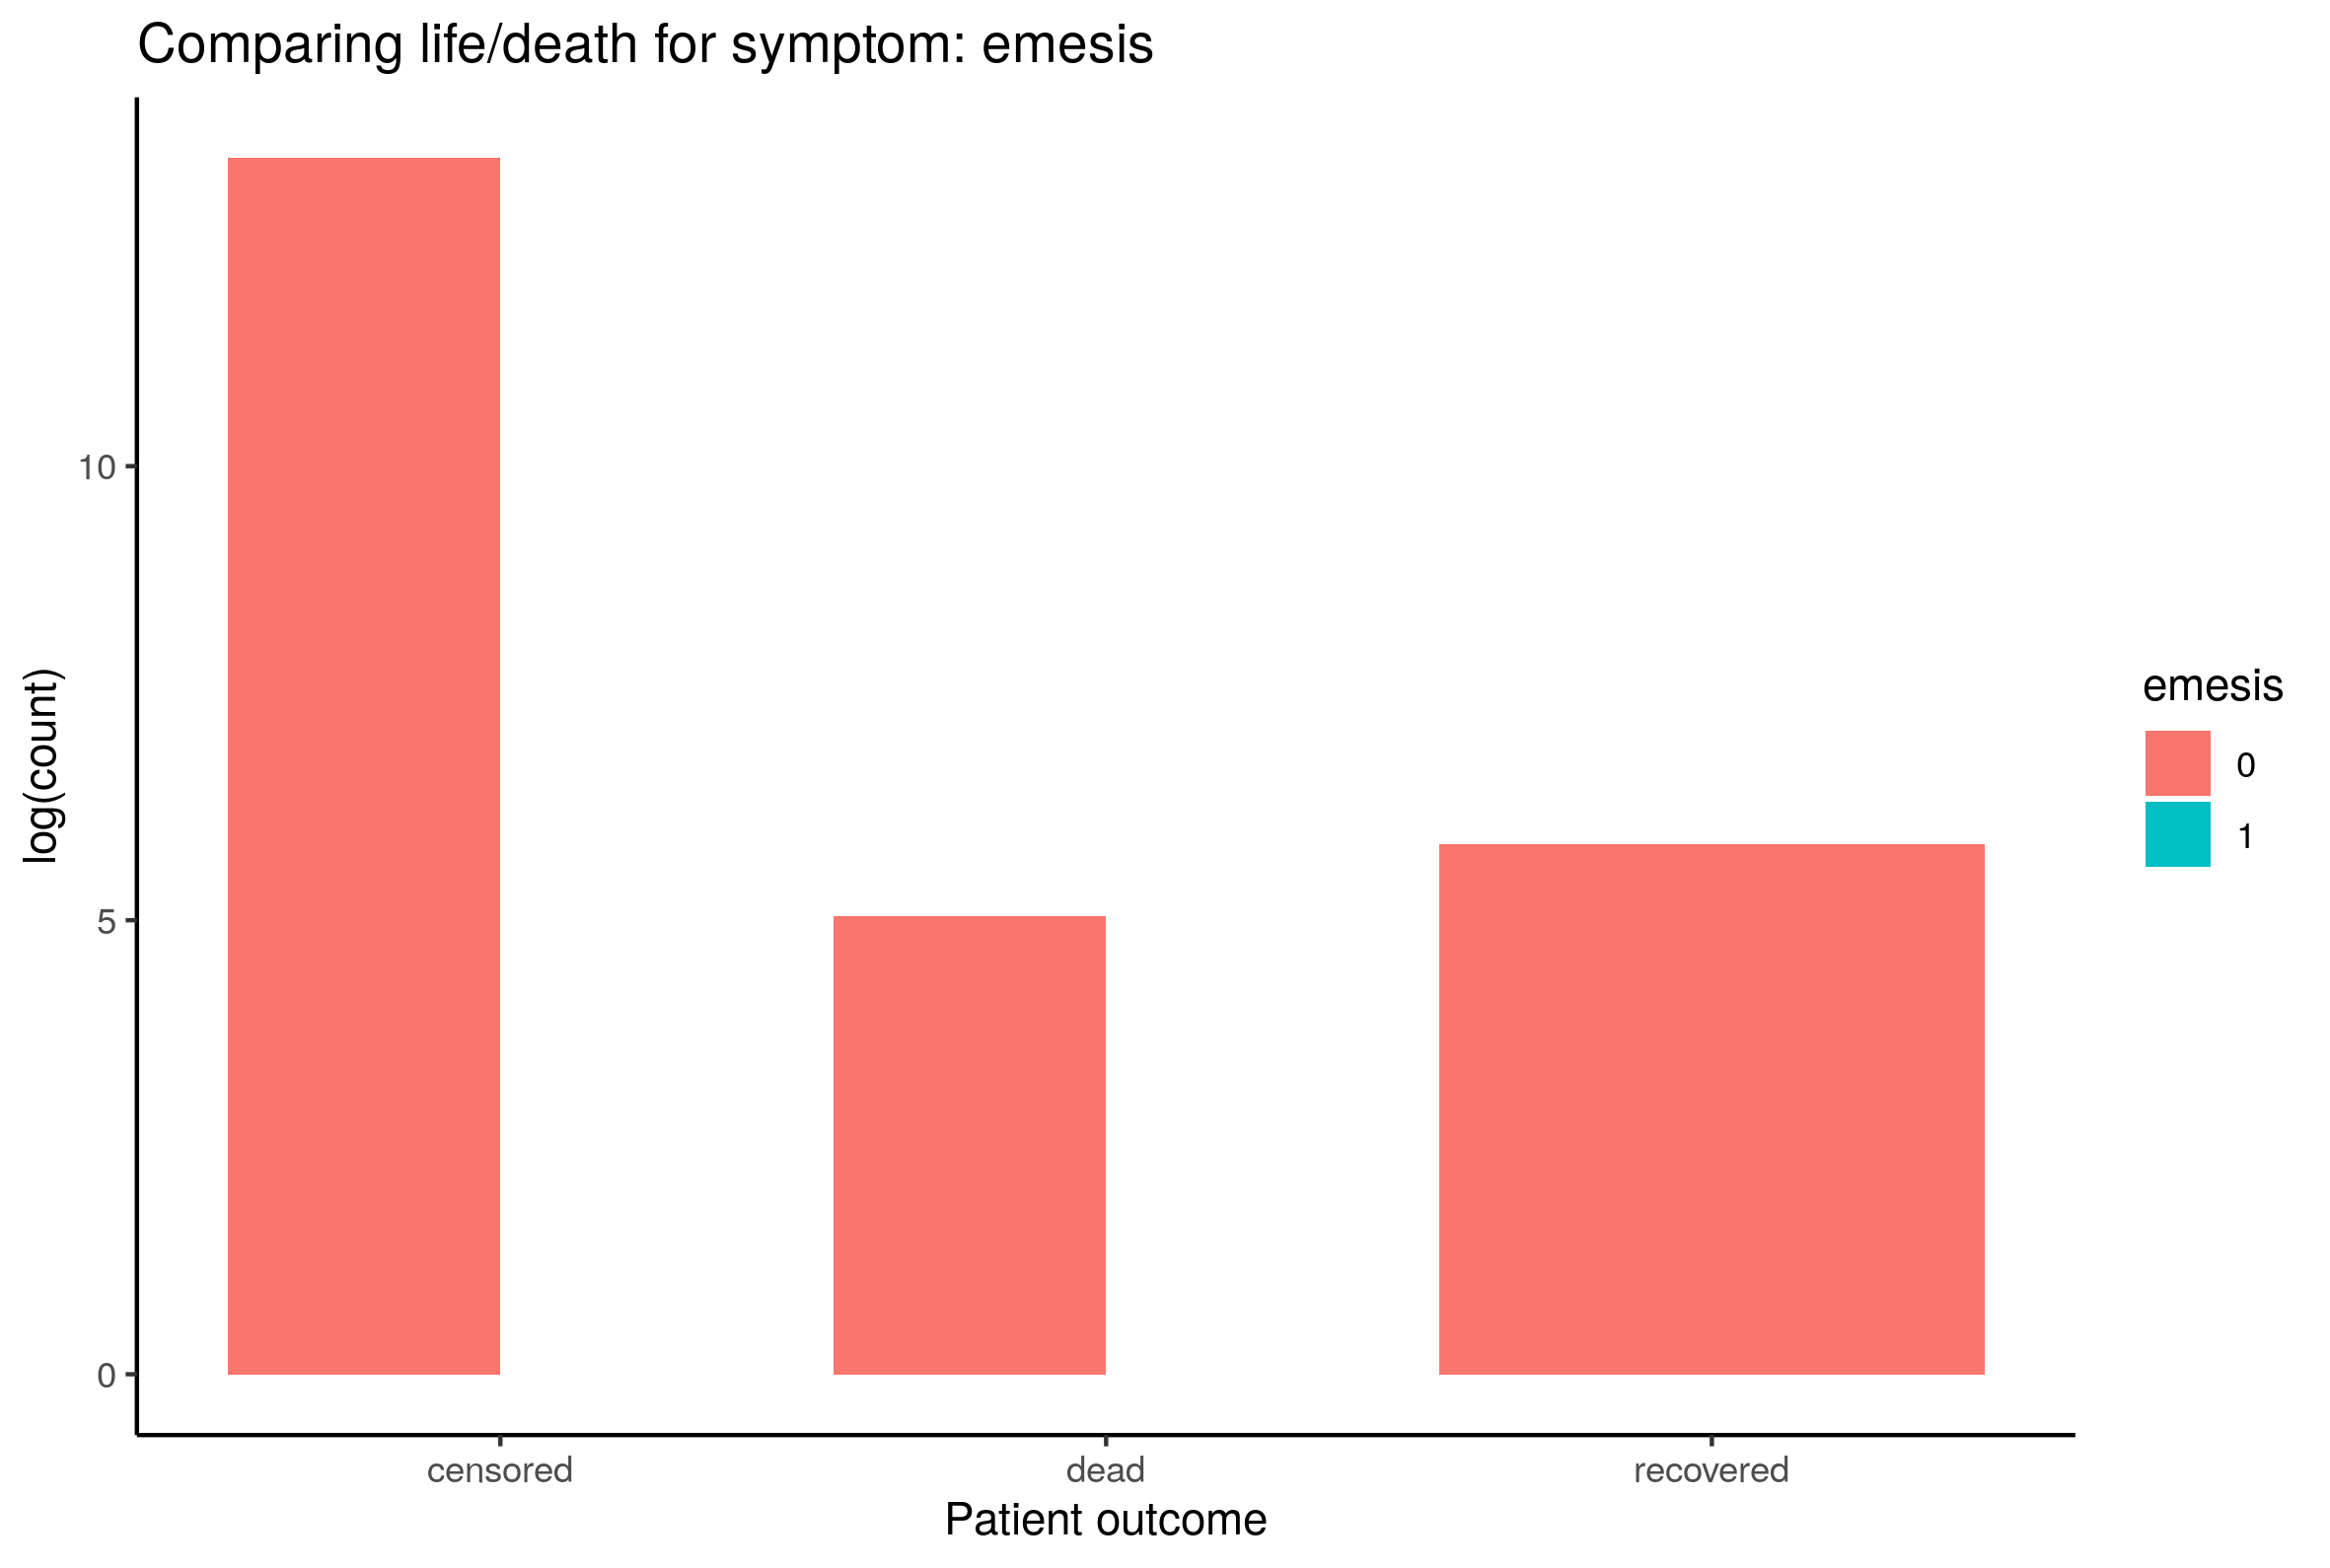 Comparing life/death for symptom: emesis
log(count)
10
5
0
censored
dead
recovered
Patient outcome
emesis
0
1